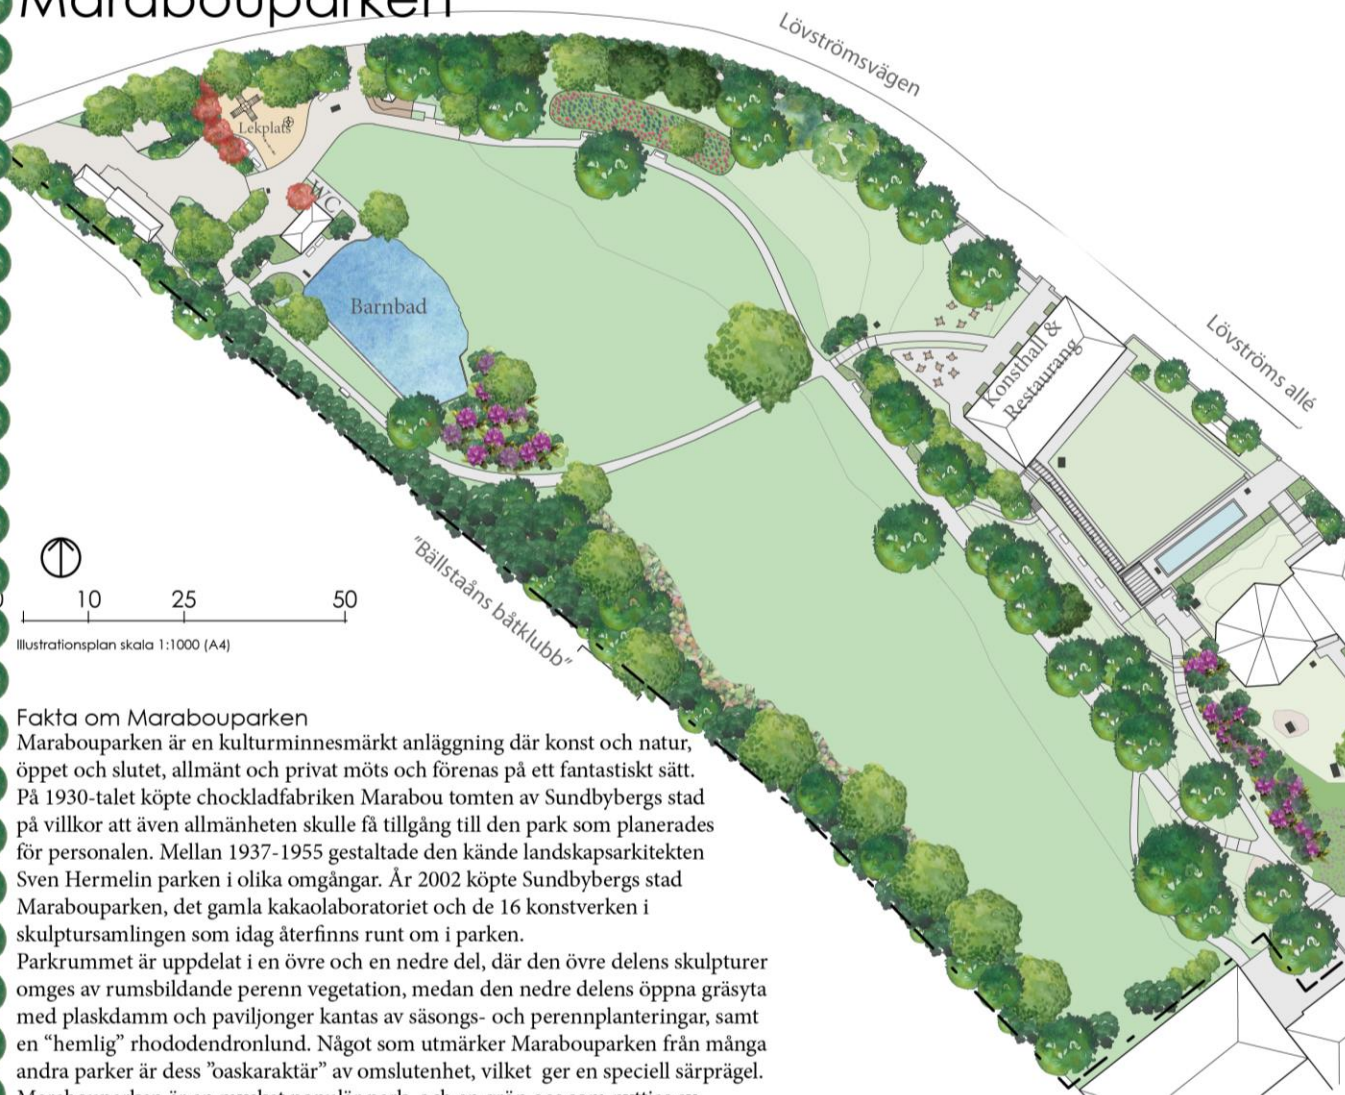 Marabouparken
Lövströmsvägen
Lekplats
WC
Barnbad
Konsthall &
Restaurang
Lövströms allé
"Bällstaåns båtklubb"
0 10 25 50
Illustrationsplan skala 1:1000 (A4)
Fakta om Marabouparken
Marabouparken är en kulturminnesmärkt anläggning där konst och natur,
öppet och slutet, allmänt och privat möts och förenas på ett fantastiskt sätt.
På 1930-talet köpte chockladfabriken Marabou tomten av Sundbybergs stad
på villkor att även allmänheten skulle få tillgång till den park som planerades
för personalen. Mellan 1937-1955 gestaltade den kände landskapsarkitekten
Sven Hermelin parken i olika omgångar. År 2002 köpte Sundbybergs stad
Marabouparken, det gamla kakaolaboratoriet och de 16 konstverken i
skulptursamlingen som idag återfinns runt om i parken.
Parkrummet är uppdelat i en övre och en nedre del, där den övre delens skulpturer
omges av rumsbildande perenn vegetation, medan den nedre delens öppna gräsyta
med plaskdamm och paviljonger kantas av säsongs- och perennplanteringar, samt
en “hemlig” rhododendronlund. Något som utmärker Marabouparken från många
andra parker är dess ”oaskaraktär” av omslutenhet, vilket ger en speciell särprägel.